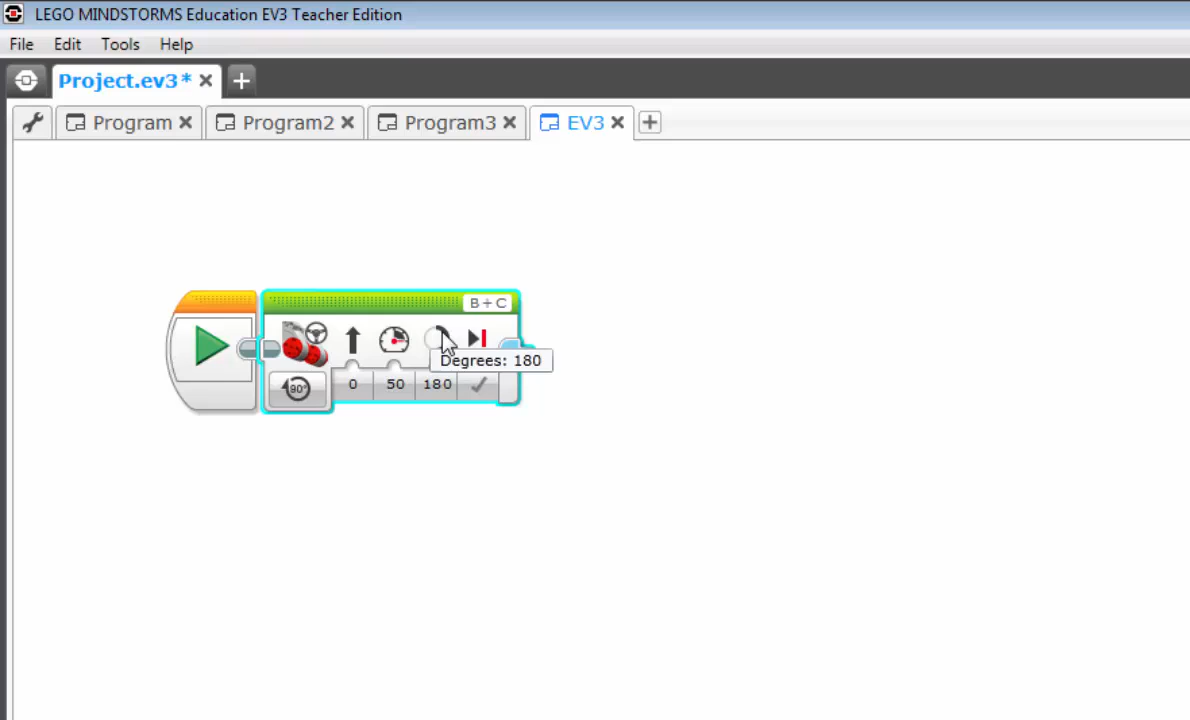 LEGO MINDSTORMS Education EV3 Teacher Edition
File Edit Tools Help
Project.ev3*
Program Program2 Program3 EV3
B+C
Degrees: 180
90° 0 50 180